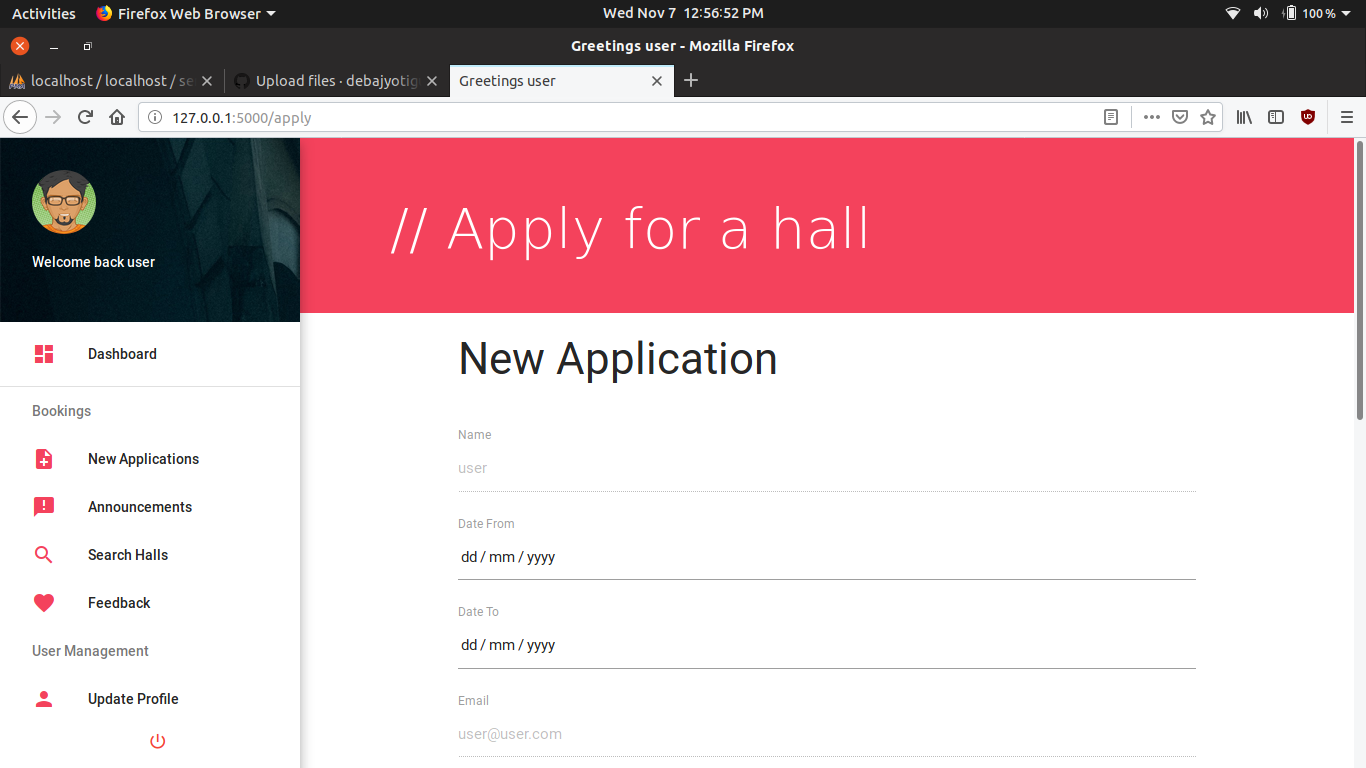 Activities Firefox Web Browser Wed Nov 7 12:56:52 PM 100 %
Greetings user - Mozilla Firefox
localhost / localhost / se Upload files · debajyotig Greetings user
127.0.0.1:5000/apply
// Apply for a hall
Welcome back user
Dashboard
Bookings
New Applications
Announcements
Search Halls
Feedback
User Management
Update Profile
New Application
Name
user
Date From
dd / mm / yyyy
Date To
dd / mm / yyyy
Email
user@user.com